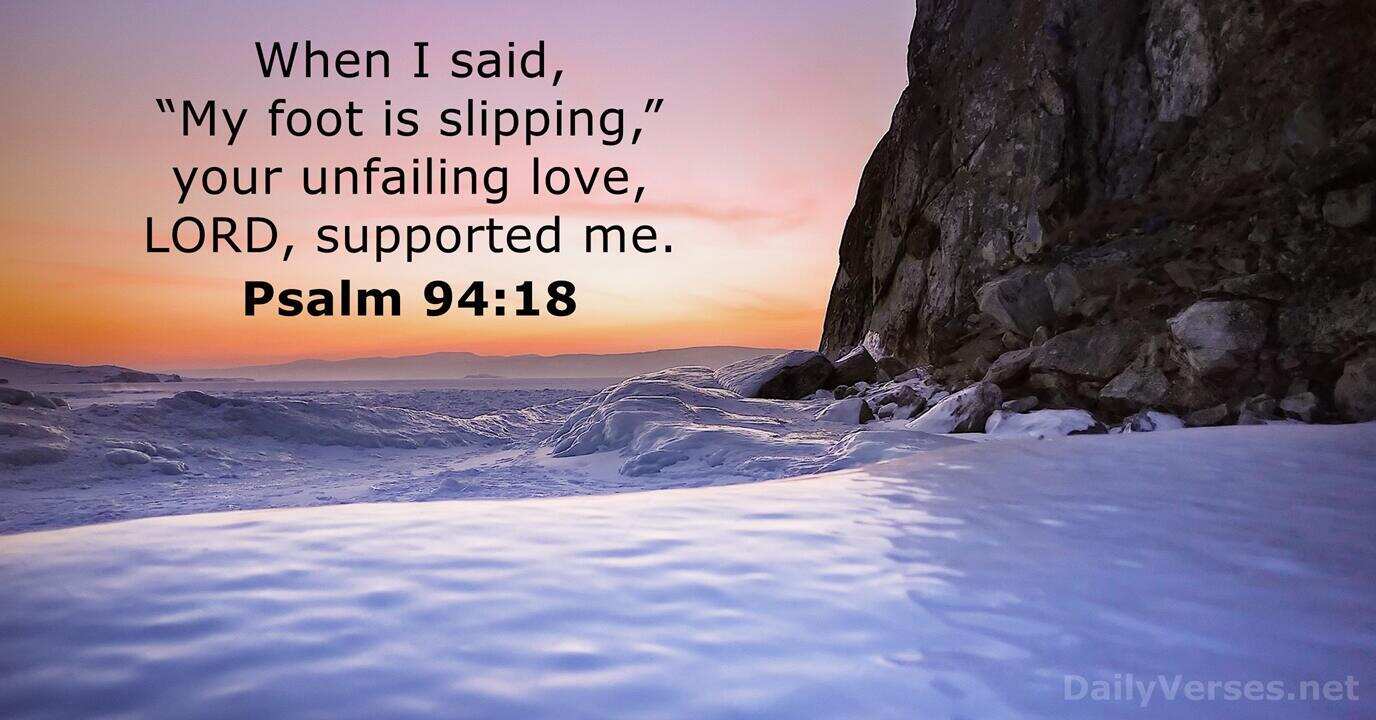 When I said,
“My foot is slipping,”
your unfailing love,
LORD, supported me.
Psalm 94:18
DailyVerses.net